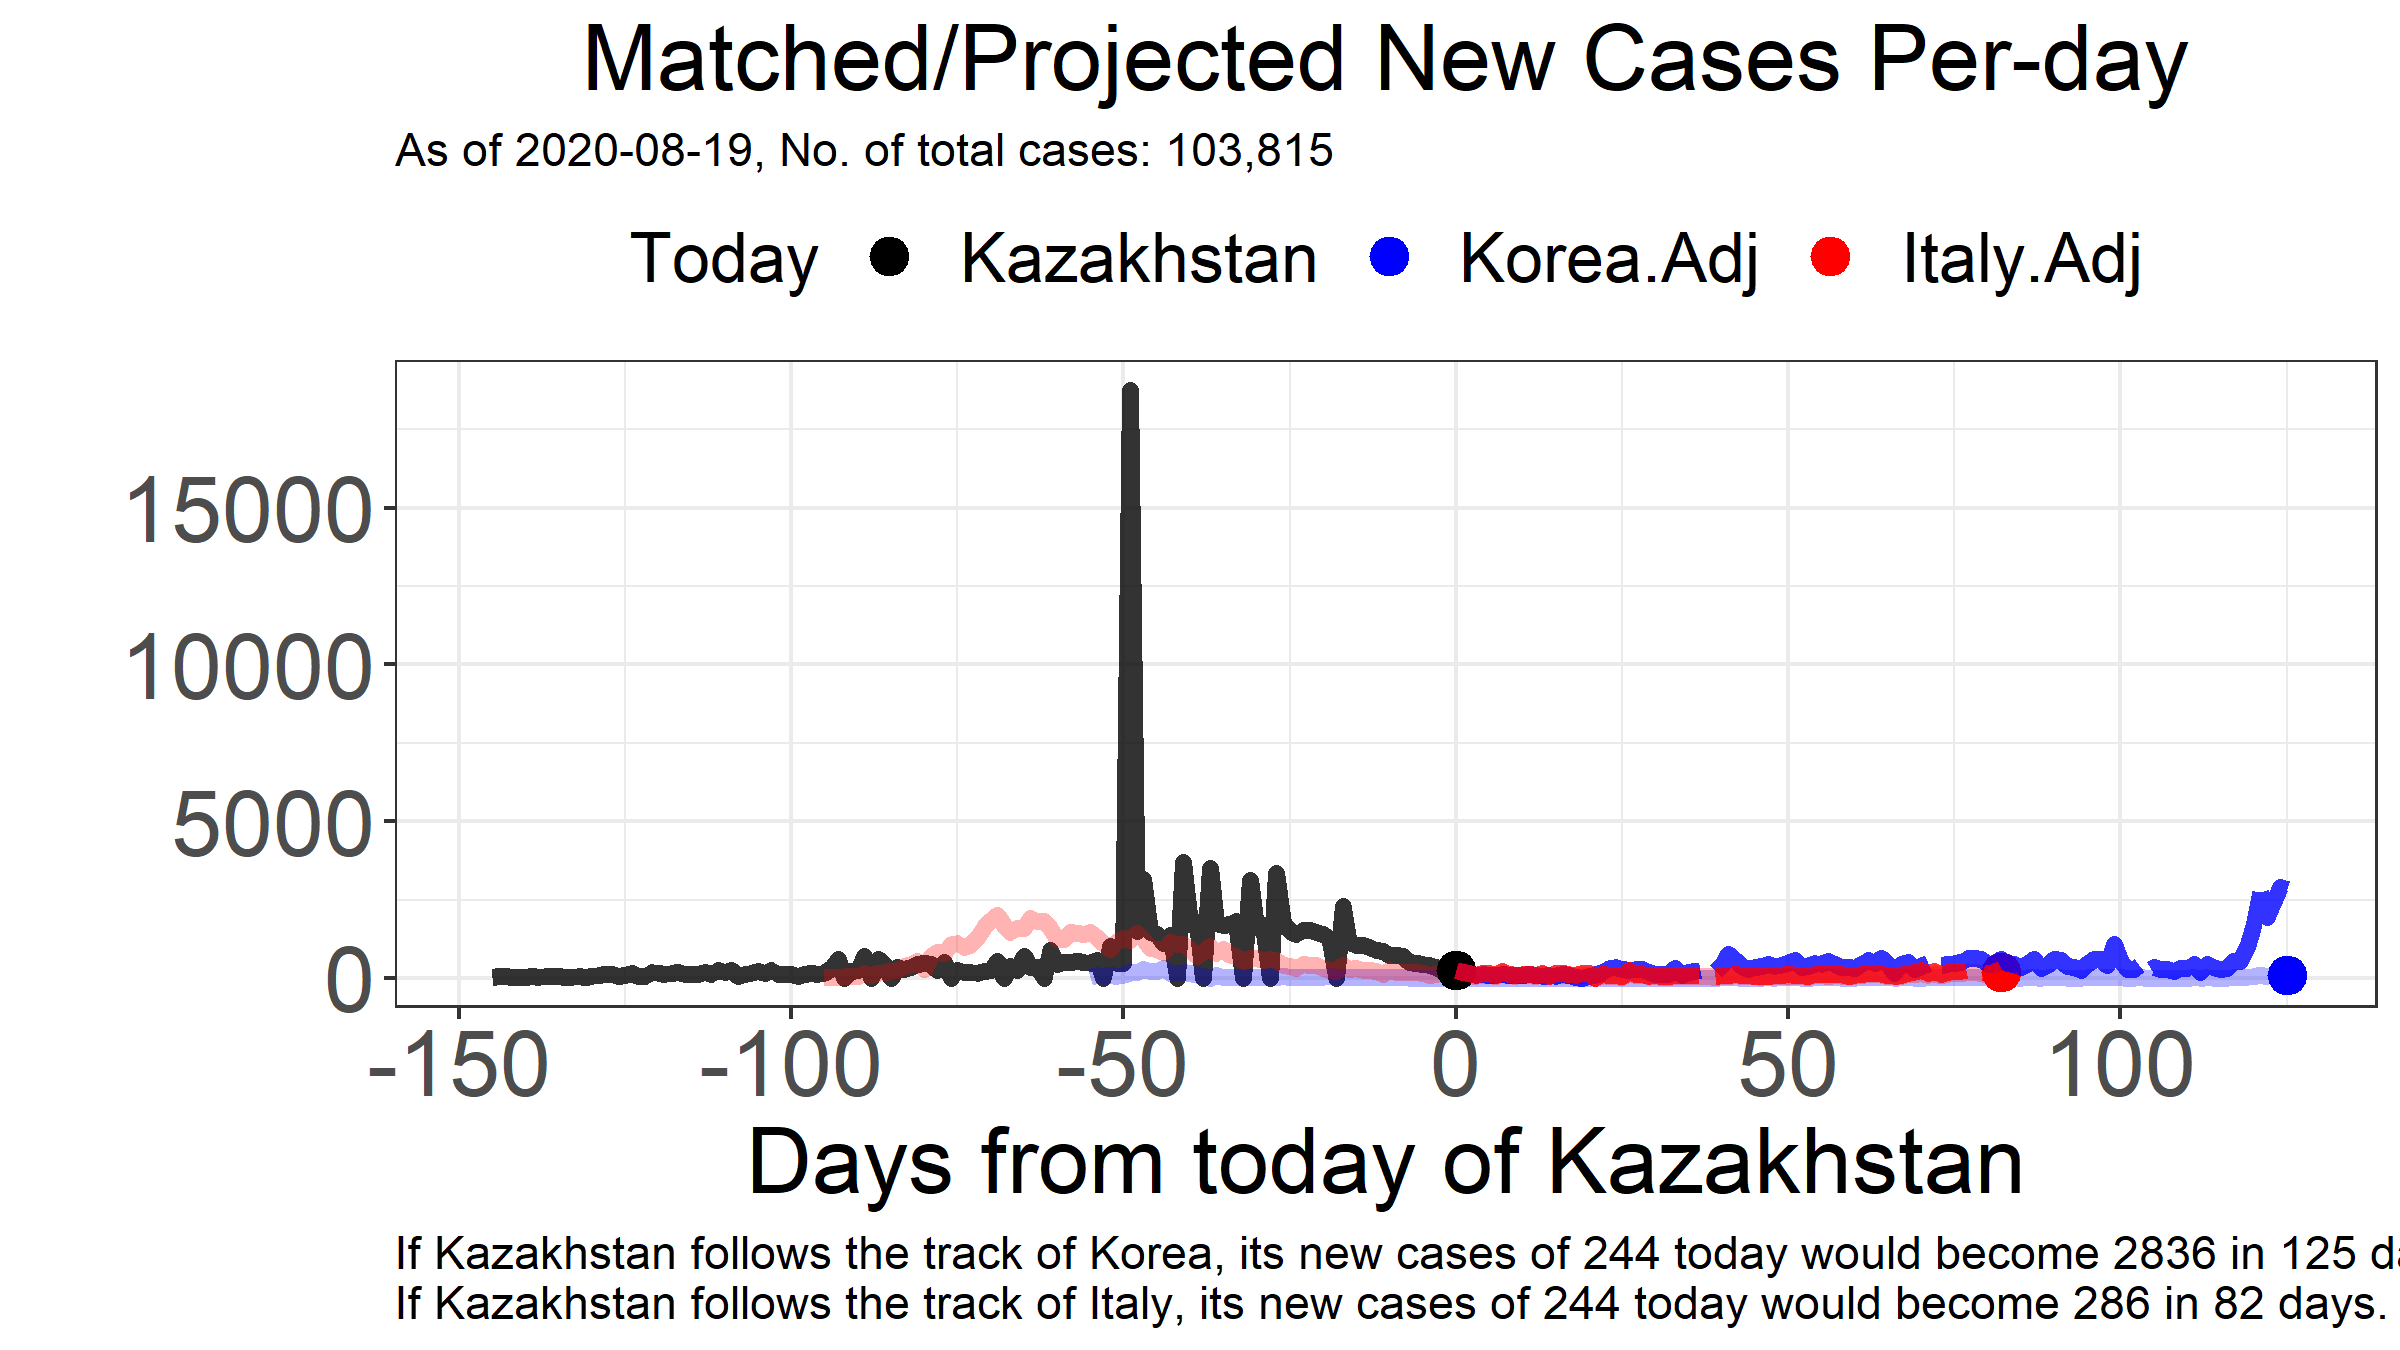 Matched/Projected New Cases Per-day
As of 2020-08-19, No. of total cases: 103,815
Today Kazakhstan Korea.Adj Italy.Adj
15000
10000
5000
0
-150 -100 -50 0 50 100
Days from today of Kazakhstan
If Kazakhstan follows the track of Korea, its new cases of 244 today would become 2836 in 125
If Kazakhstan follows the track of Italy, its new cases of 244 today would become 286 in 82 days.